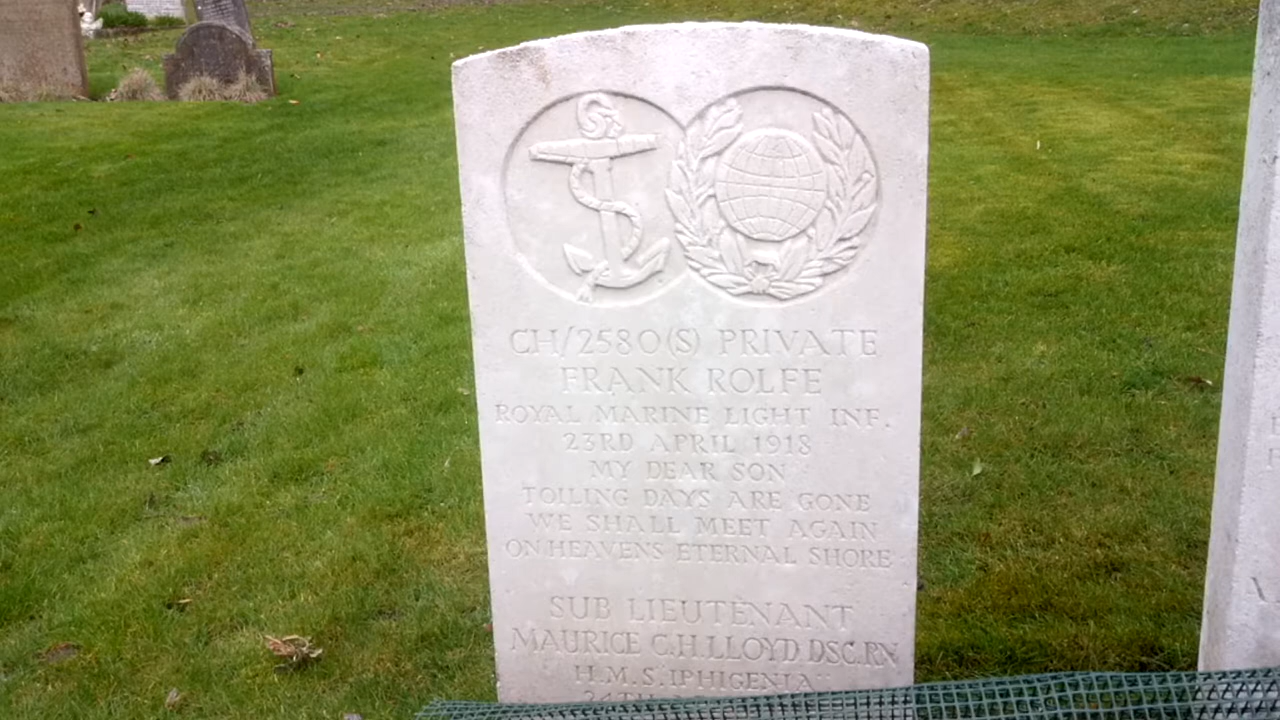 CH/2580(S) PRIVATE
FRANK ROLFE
ROYAL MARINE LIGHT INF.
23RD APRIL 1918
MY DEAR SON
TOILING DAYS ARE GONE
WE SHALL MEET AGAIN
ON HEAVENS ETERNAL SHORE
SUB LIEUTENANT
MAURICE C.H.LLOYD DSC.RN
H.M.S."IPHIGENIA"
24TH